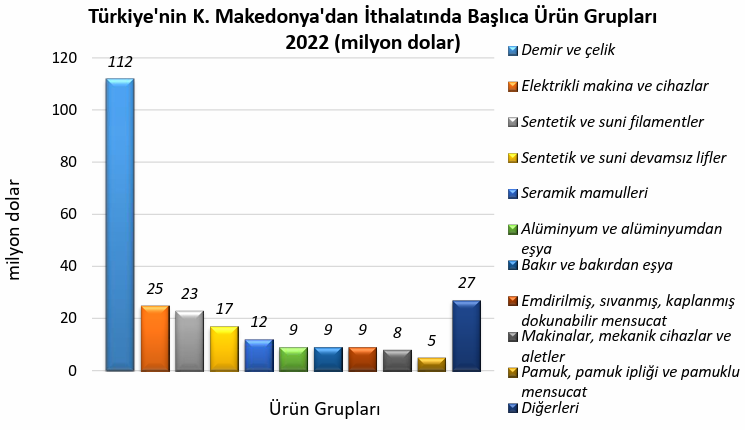 Türkiye'nin K. Makedonya'dan İthalatında Başlıca Ürün Grupları
2022 (milyon dolar)
milyon dolar
120
100
80
60
40
20
0
112
25
23
17
12
9
9
9
8
5
27
Ürün Grupları
Demir ve çelik
Elektrikli makina ve cihazlar
Sentetik ve suni filamentler
Sentetik ve suni devamsız lifler
Seramik mamulleri
Alüminyum ve alüminyumdan
eşya
Bakır ve bakırdan eşya
Emdirilmiş, sıvanmış, kaplanmış
dokunabilir mensucat
Makinalar, mekanik cihazlar ve
aletler
Pamuk, pamuk ipliği ve pamuklu
mensucat
Diğerleri